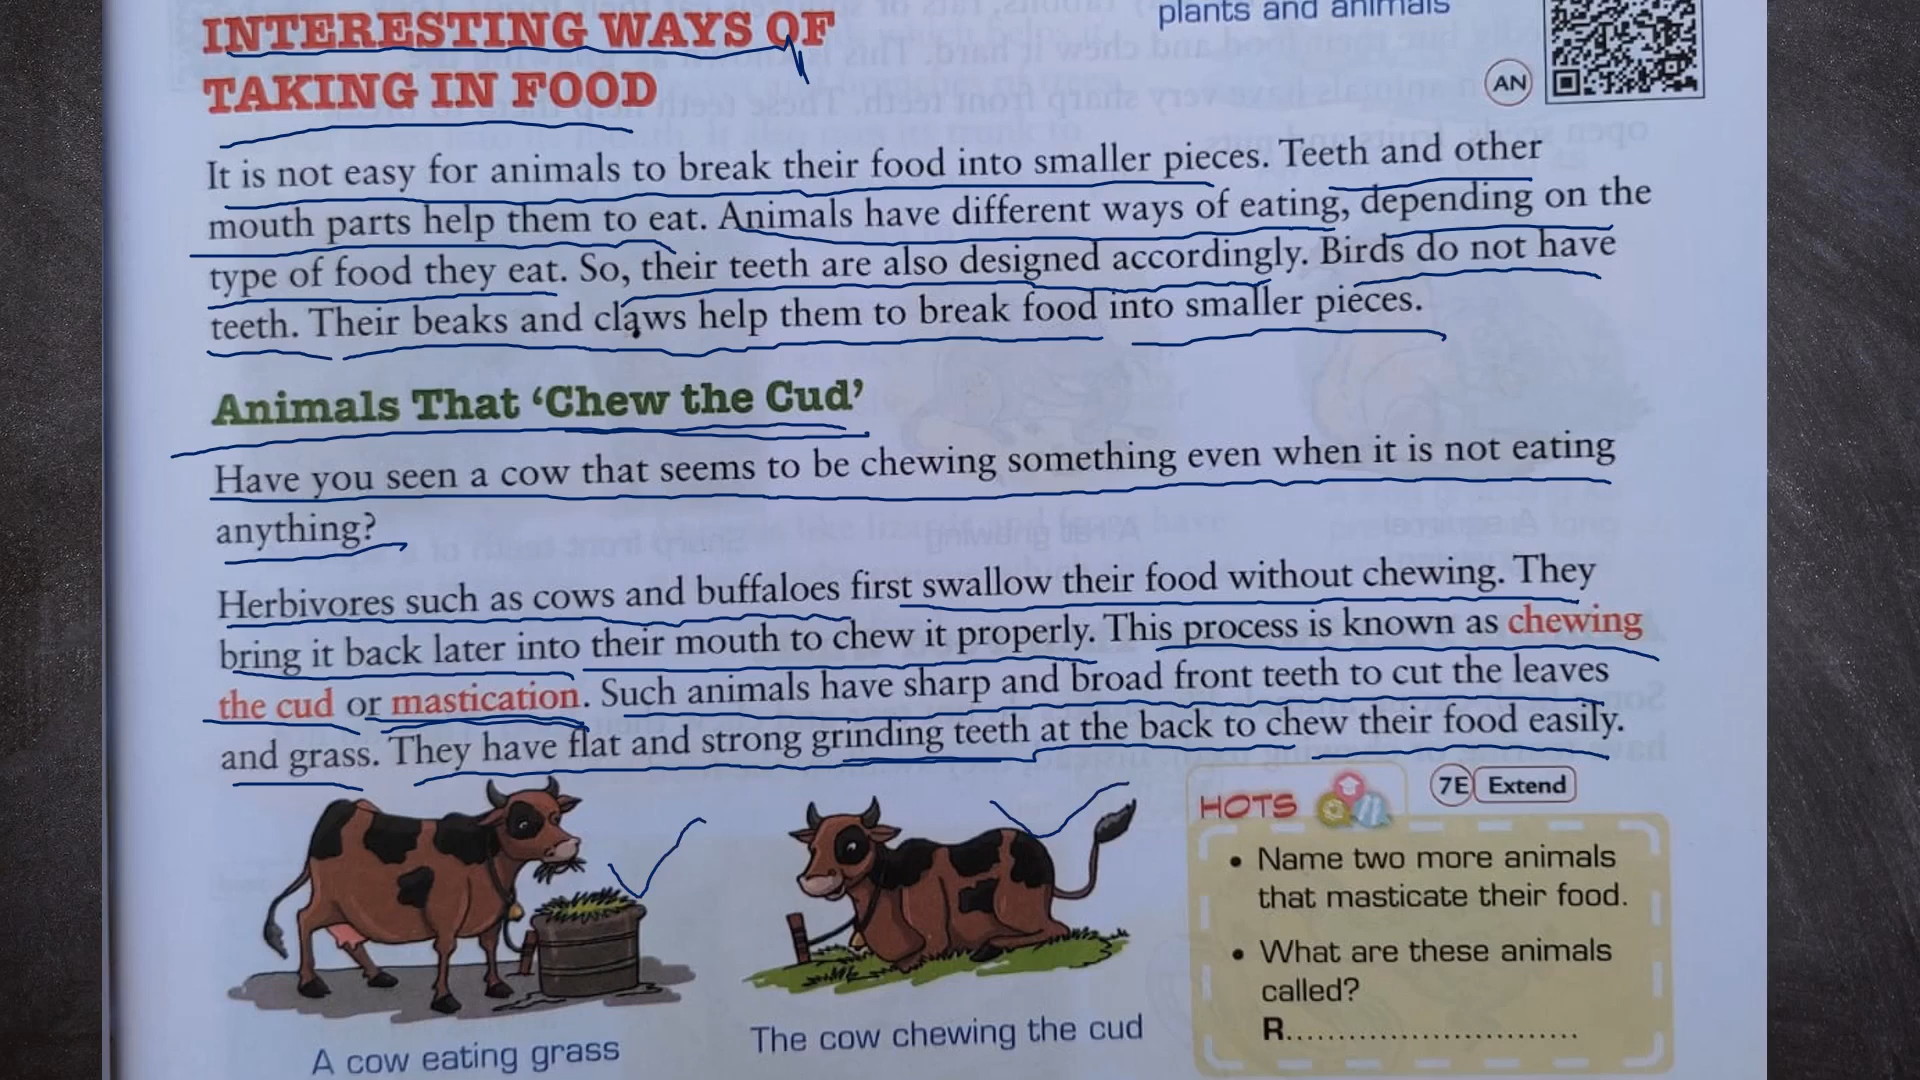 INTERESTING WAYS OF
TAKING IN FOOD
plants and animals
AN
It is not easy for animals to break their food into smaller pieces. Teeth and other
mouth parts help them to eat. Animals have different ways of eating, depending on the
type of food they eat. So, their teeth are also designed accordingly. Birds do not have
teeth. Their beaks and claws help them to break food into smaller pieces.
Animals That ‘Chew the Cud’
Have you seen a cow that seems to be chewing something even when it is not eating
anything?
Herbivores such as cows and buffaloes first swallow their food without chewing. They
bring it back later into their mouth to chew it properly. This process is known as chewing
the cud or mastication. Such animals have sharp and broad front teeth to cut the leaves
and grass. They have flat and strong grinding teeth at the back to chew their food easily.
A cow eating grass
The cow chewing the cud
HOTS
7E Extend
• Name two more animals
that masticate their food.
• What are these animals
called?
R..............................